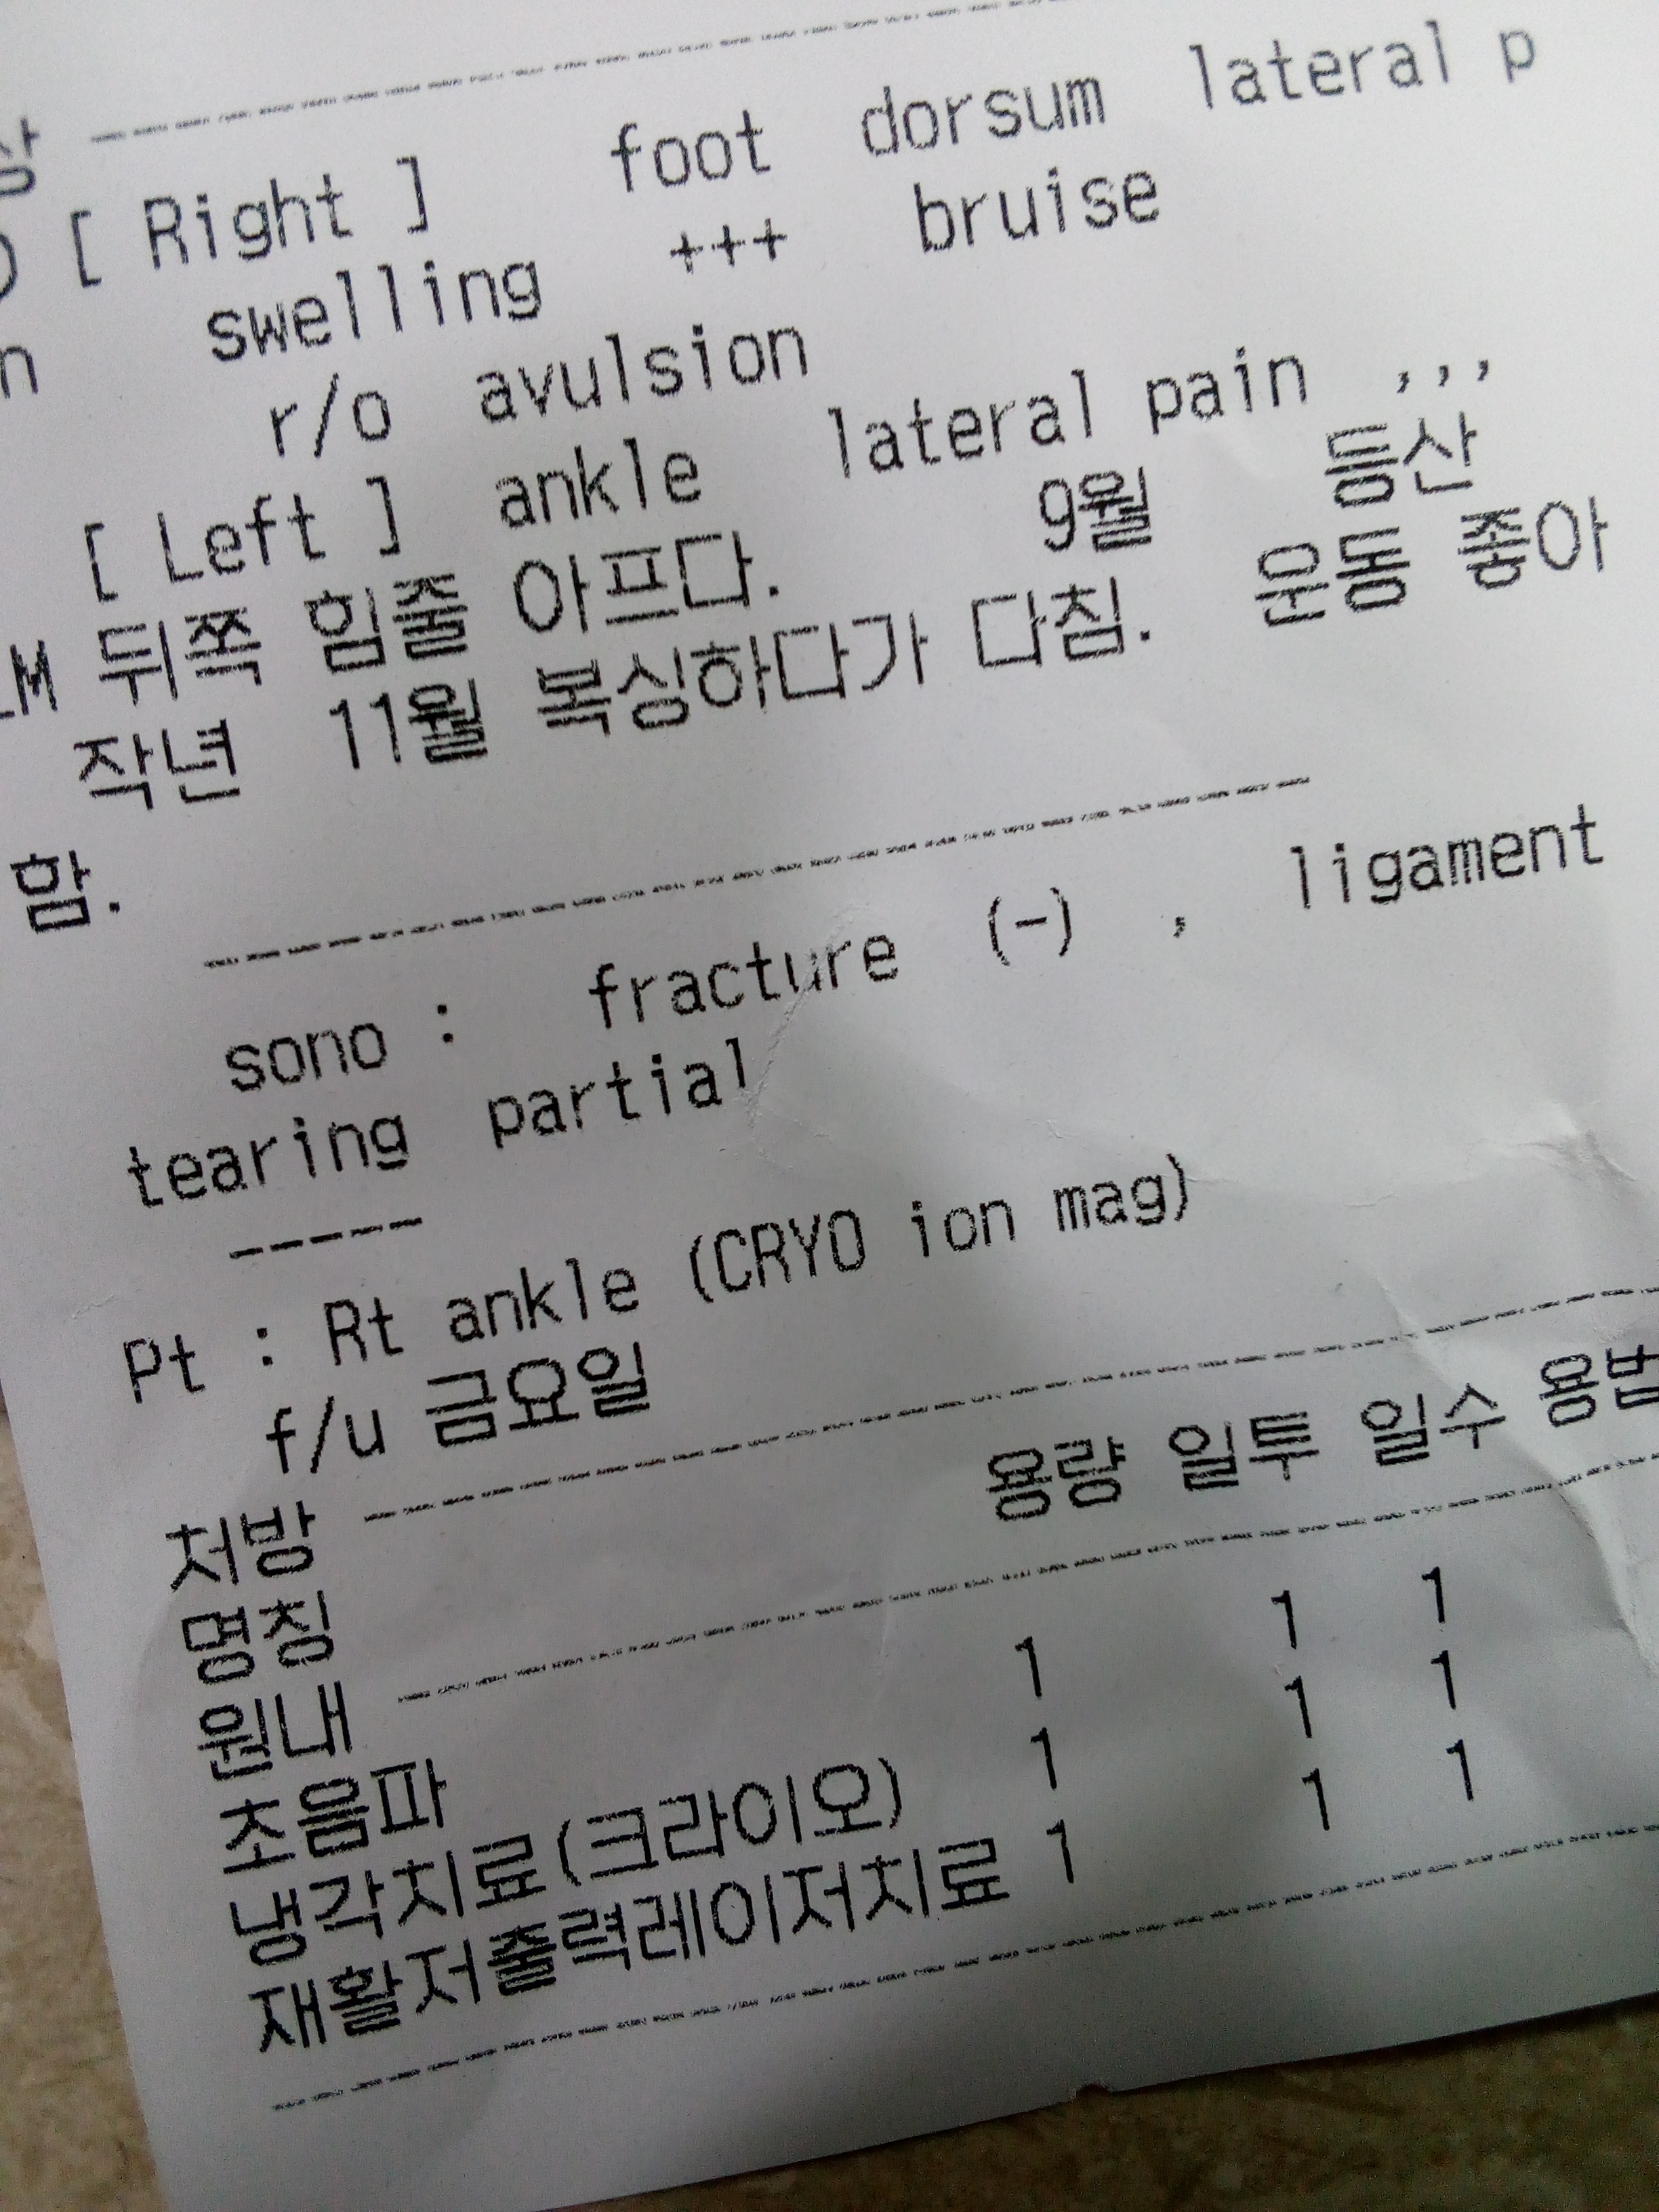 상
[ Right ] foot dorsum lateral p
swelling +++ bruise
r/o avulsion
[ Left ] ankle lateral pain ,,,
LM 뒤쪽 힘줄 아프다. 9월 등산
작년 11월 복싱하다가 다침. 운동 좋아
함.
sono : fracture (-) , ligament
tearing partial
-----
Pt : Rt ankle (CRYO ion mag)
f/u 금요일
처방
명칭 용량 일투 일수 용법
원내
초음파 1 1 1
냉각치료(크라이오) 1 1 1
재활저출력레이저치료 1 1 1